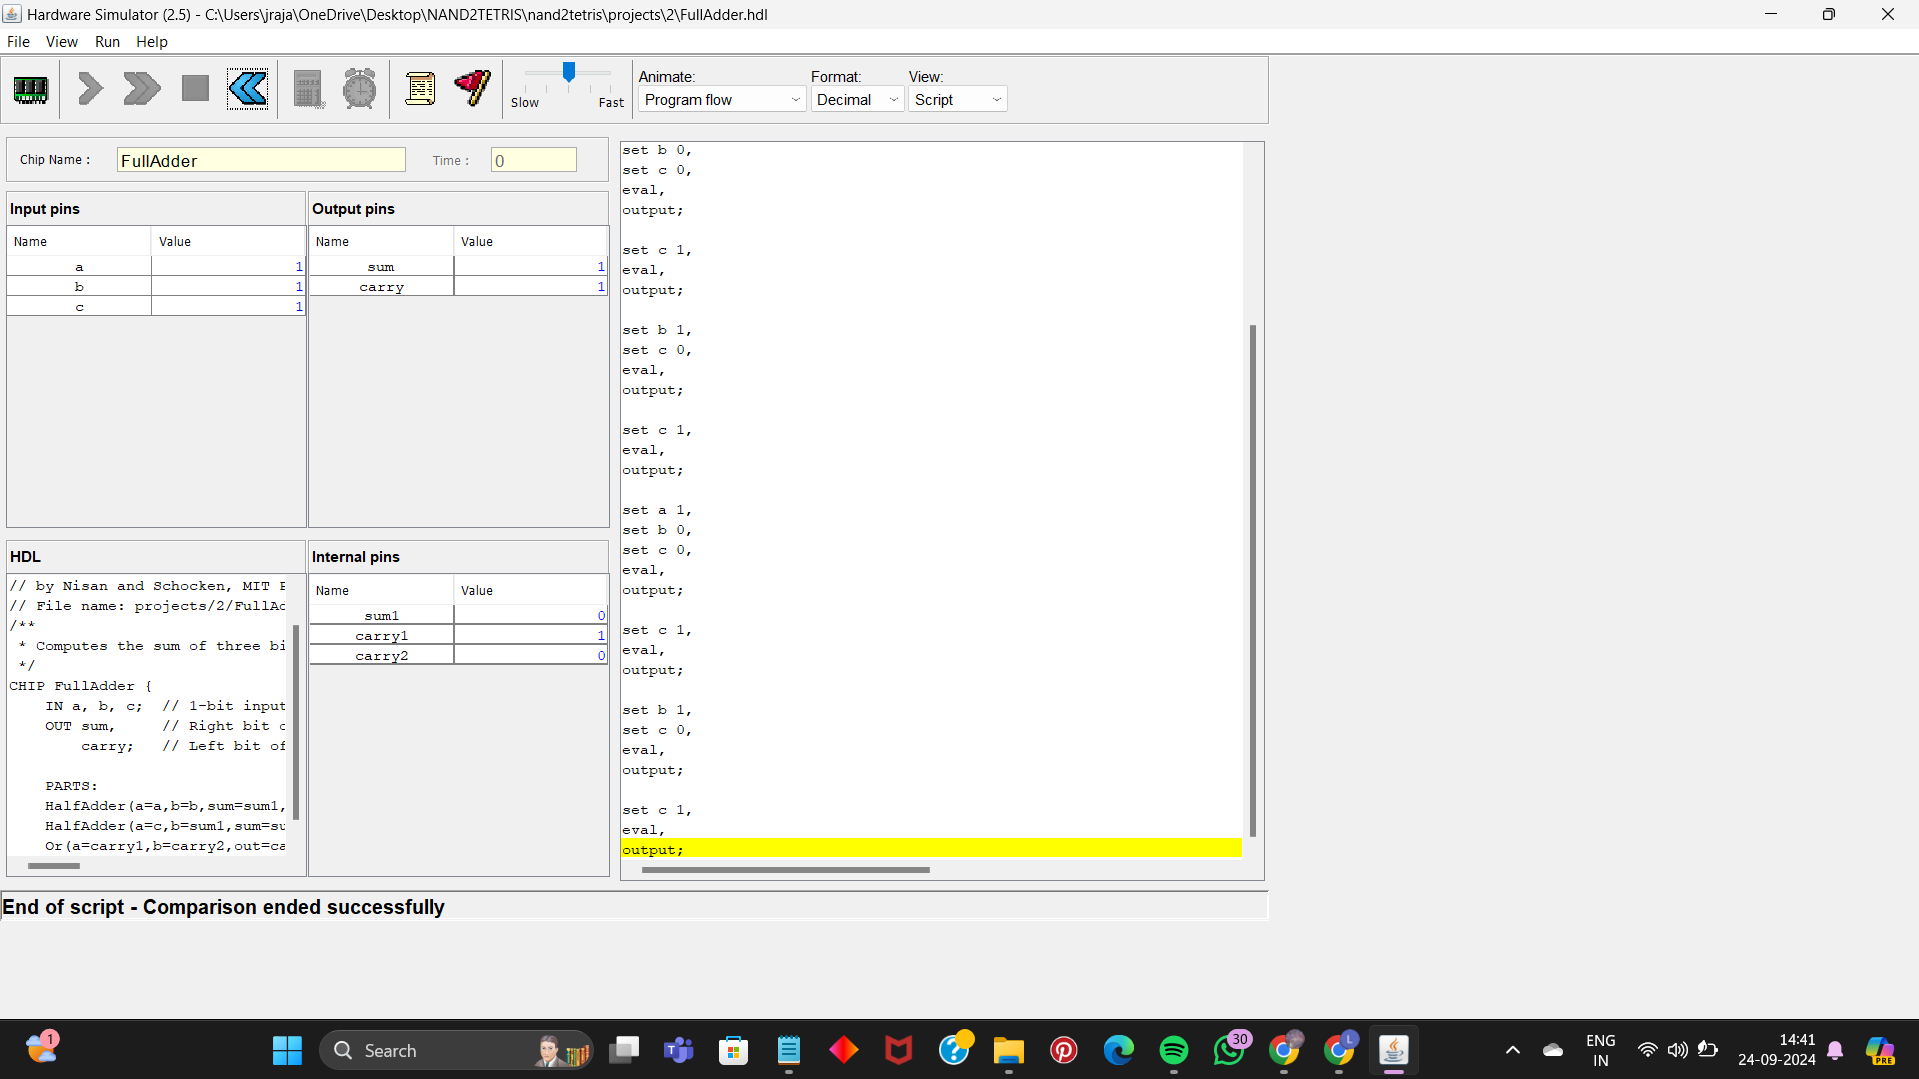 Hardware Simulator (2.5) - C:\Users\jraja\OneDrive\Desktop\NAND2TETRIS\nand2tetris\projects\2\FullAdder.hdl
File View Run Help
Slow Fast
Animate: Format: View:
Program flow Decimal Script
Chip Name : FullAdder Time : 0
Input pins
Name Value
a 1
b 1
c 1
Output pins
Name Value
sum 1
carry 1
HDL
// by Nisan and Schocken, MIT
// File name: projects/2/FullAd
/**
* Computes the sum of three bi
*/
CHIP FullAdder {
IN a, b, c; // 1-bit input
OUT sum, // Right bit
carry; // Left bit of
PARTS:
HalfAdder(a=a,b=b,sum=sum1,
HalfAdder(a=c,b=sum1,sum=su
Or(a=carry1,b=carry2,out=ca
Internal pins
Name Value
sum1 0
carry1 1
carry2 0
set b 0,
set c 0,
eval,
output;
set c 1,
eval,
output;
set b 1,
set c 0,
eval,
output;
set c 1,
eval,
output;
set a 1,
set b 0,
set c 0,
eval,
output;
set c 1,
eval,
output;
set b 1,
set c 0,
eval,
output;
set c 1,
eval,
output;
End of script - Comparison ended successfully
1
Search
30
L
ENG
IN
14:41
24-09-2024
PRE